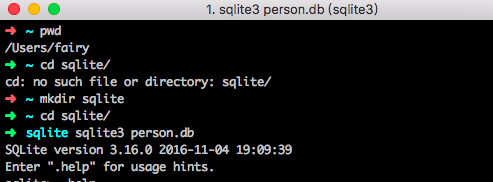 1. sqlite3 person.db (sqlite3)
➜ ~ pwd
/Users/fairy
➜ ~ cd sqlite/
cd: no such file or directory: sqlite/
➜ ~ mkdir sqlite
➜ ~ cd sqlite/
➜ sqlite sqlite3 person.db
SQLite version 3.16.0 2016-11-04 19:09:39
Enter ".help" for usage hints.